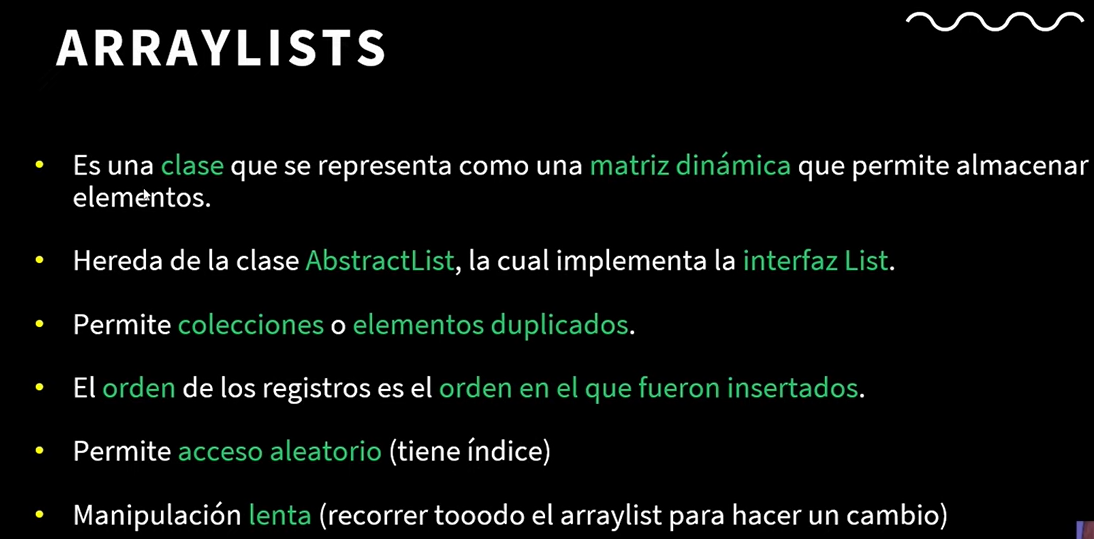 ARRAYLISTS
• Es una clase que se representa como una matriz dinámica que permite almacenar
elementos.
• Hereda de la clase AbstractList, la cual implementa la interfaz List.
• Permite colecciones o elementos duplicados.
• El orden de los registros es el orden en el que fueron insertados.
• Permite acceso aleatorio (tiene índice)
• Manipulación lenta (recorrer tooodo el arraylist para hacer un cambio)